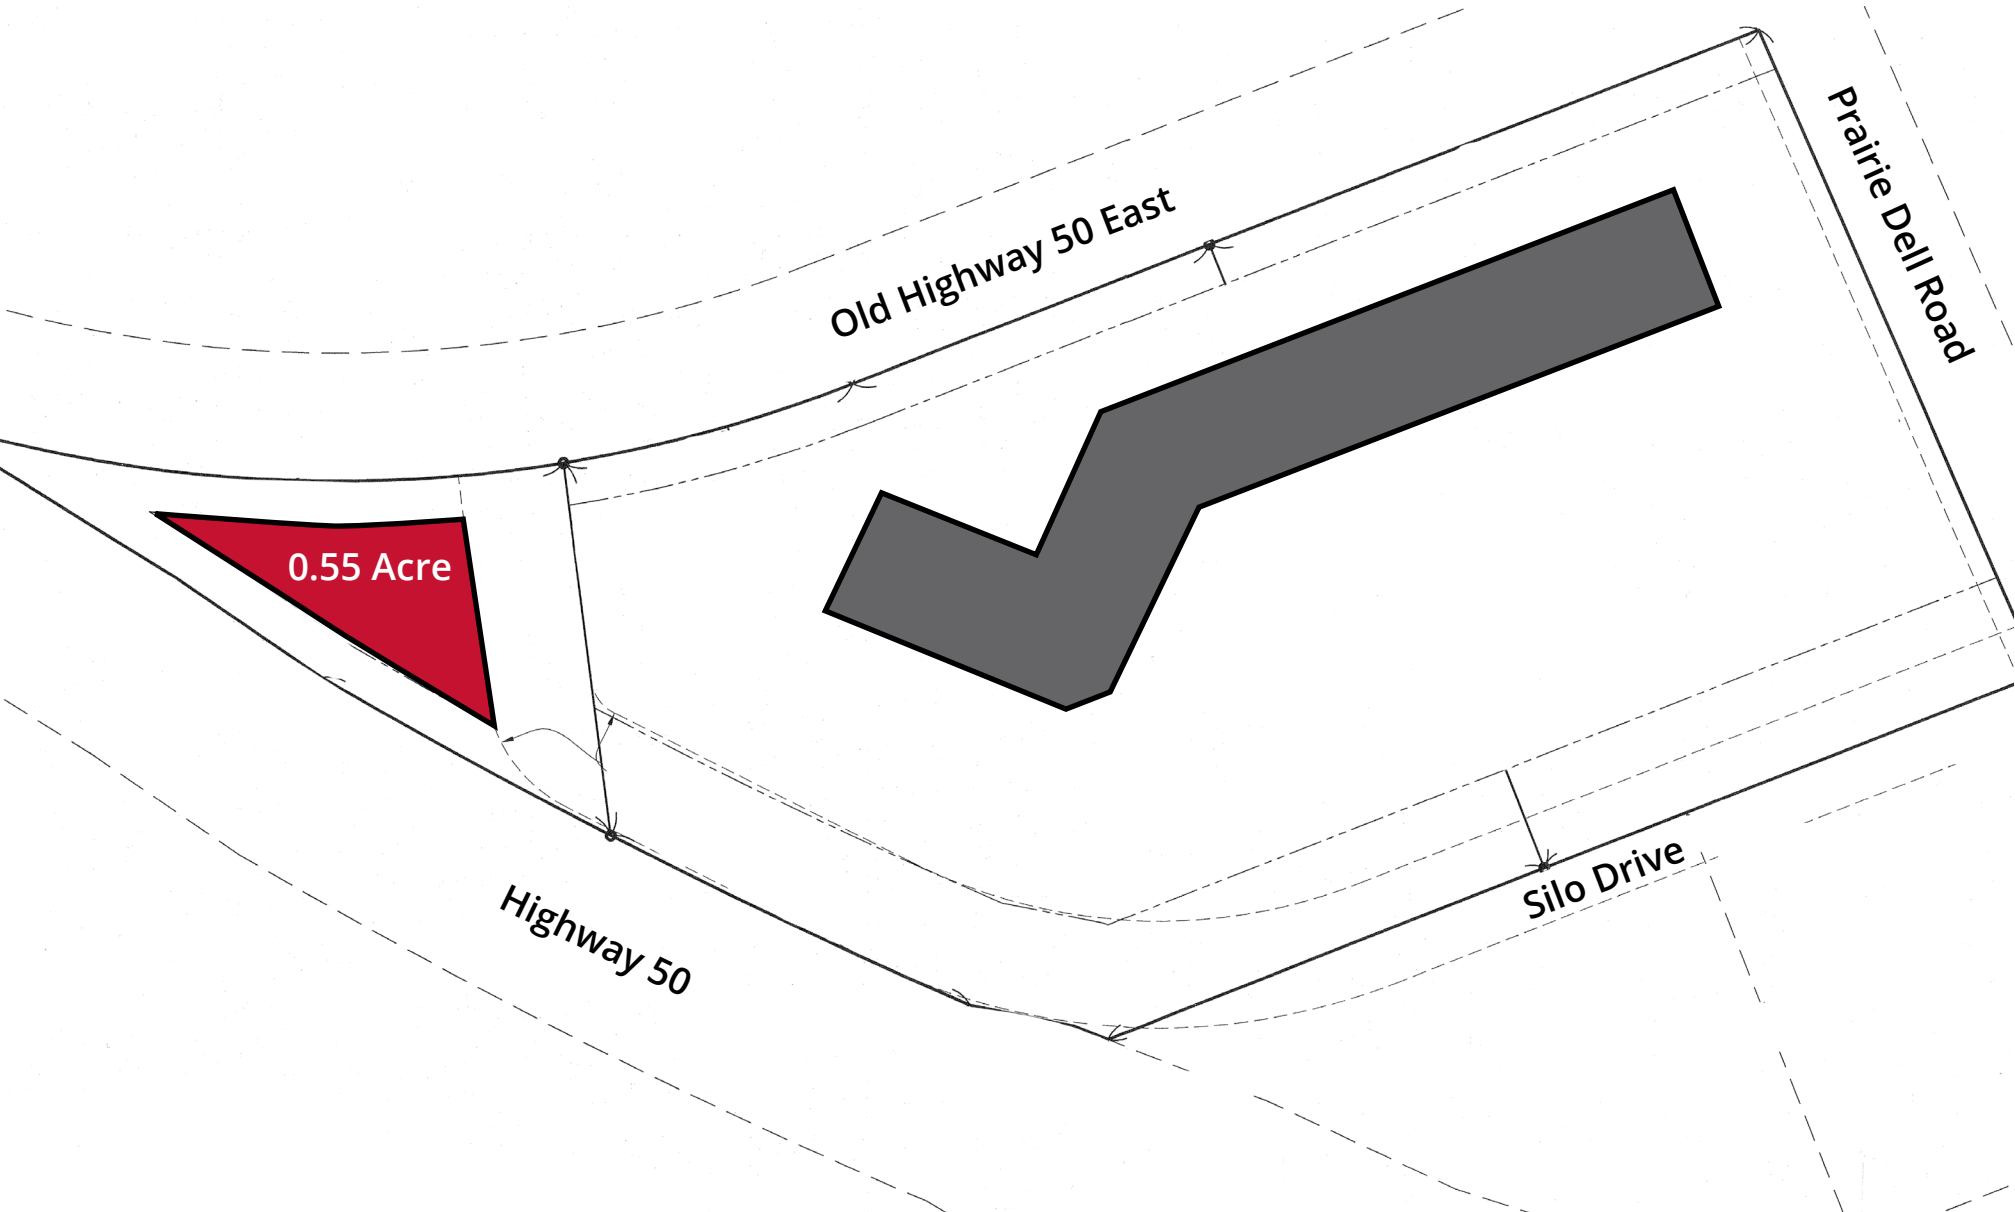 Prairie Dell Road
Old Highway 50 East
0.55 Acre
Silo Drive
Highway 50